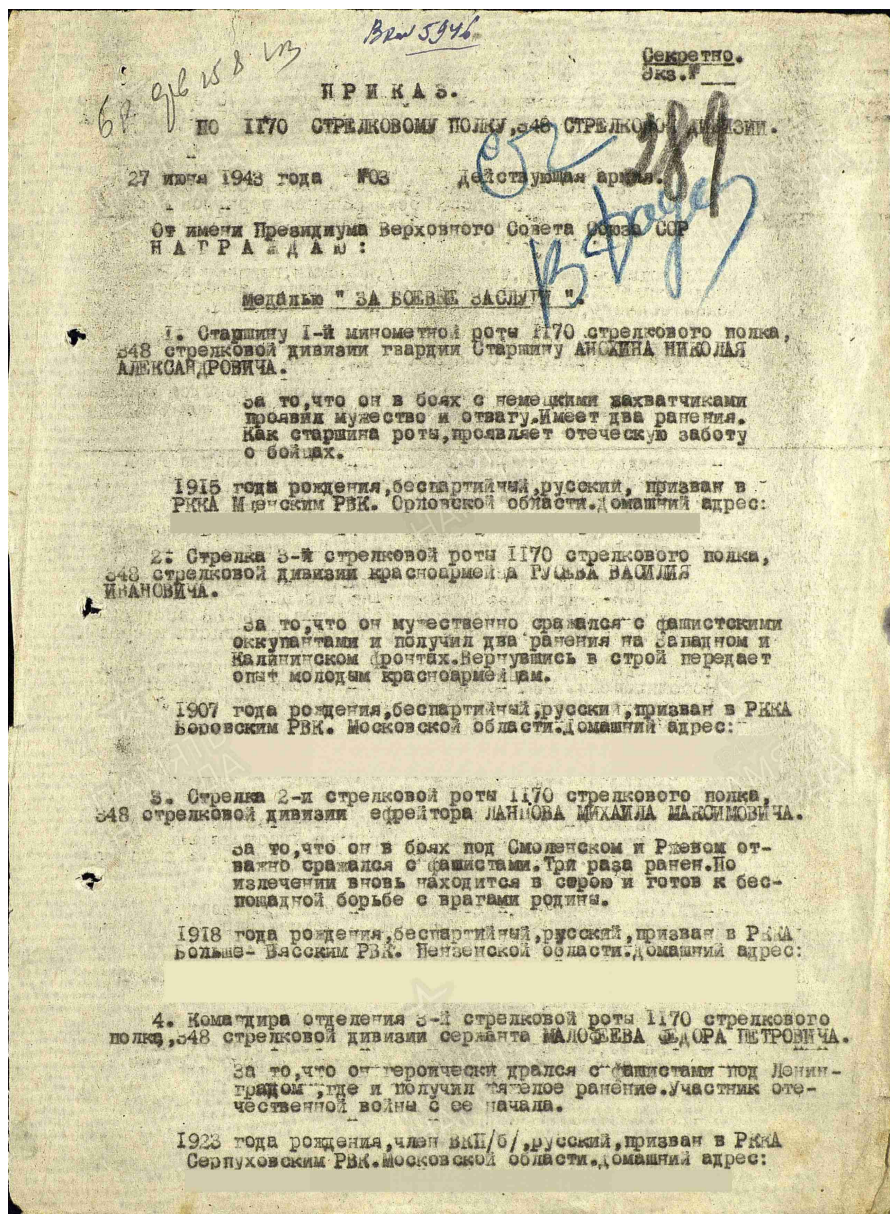 Вхд 5946
Секретно.
Экз.№___
П Р И К А З.
ПО 1170 СТРЕЛКОВОМУ ПОЛКУ,348 СТРЕЛКОВОЙ ДИВИЗИИ.
189
27 июня 1943 года №03 Действующая армия.
От имени Президиума Верховного Совета Союза ССР
Н А Г Р А Ж Д А Ю :
медалью " ЗА БОЕВЫЕ ЗАСЛУГИ ".
1. Старшину 1-й минометной роты 1170 стрелкового полка,
348 стрелковой дивизии гвардии Старшину АНОХИНА НИКОЛАЯ
АЛЕКСАНДРОВИЧА.
За то,что он в боях с немецкими захватчиками
проявил мужество и отвагу.Имеет два ранения.
Как старшина роты,проявляет отеческую заботу
о бойцах.
1915 года рождения,беспартийный,русский, призван в
РККА Мценским РВК. Орловской области.Домашний адрес:
2. Стрелка 3-й стрелковой роты 1170 стрелкового полка,
348 стрелковой дивизии красноармейца ГУСЕВА ВАСИЛИЯ
ИВАНОВИЧА.
За то,что он мужественно сражался с фашистскими
оккупантами и получил два ранения на Западном и
Калининском фронтах.Вернувшись в строй передает
опыт молодым красноармейцам.
1907 года рождения,беспартийный,русский,призван в РККА
Боровским РВК. Московской области.Домашний адрес:
3. Стрелка 2-й стрелковой роты 1170 стрелкового полка,
348 стрелковой дивизии ефрейтора ЛАНЦОВА МИХАИЛА МАКСИМОВИЧА.
За то,что он в боях под Смоленском и Ржевом от-
важно сражался с фашистами.Три раза ранен.По
излечении вновь находится в строю и готов к бес-
пощадной борьбе с врагами родины.
1918 года рождения,беспартийный,русский,призван в РККА
Больше- Вясским РВК. Пензенской области.Домашний адрес:
4. Командира отделения 3-й стрелковой роты 1170 стрелкового
полка,348 стрелковой дивизии сержанта МАЛОФЕЕВА ФЕДОРА ПЕТРОВИЧА.
За то,что он героически дрался с фашистами под Ленин-
градом ,где и получил тяжелое ранение.Участник оте-
чественной войны с ее начала.
1923 года рождения,член ВКП/б/,русский,призван в РККА
Серпуховским РВК.Московской области.Домашний адрес: